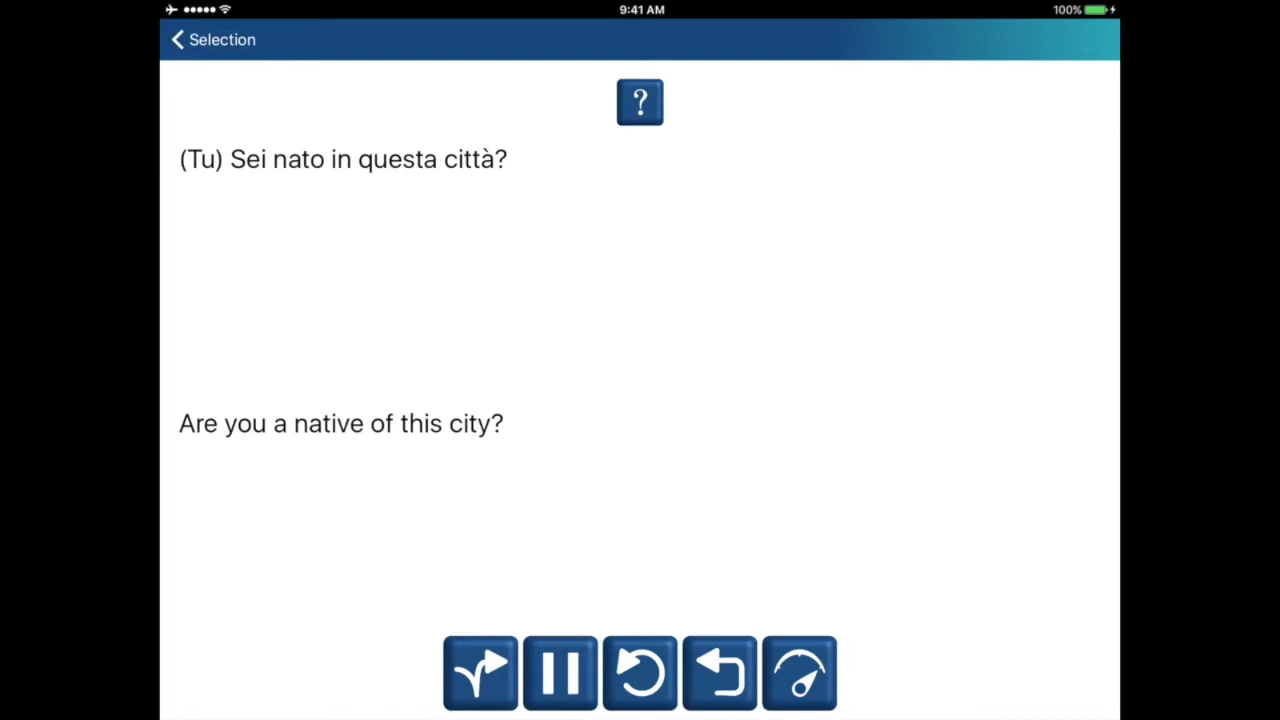 9:41 AM
100%
Selection
?
(Tu) Sei nato in questa città?
Are you a native of this city?